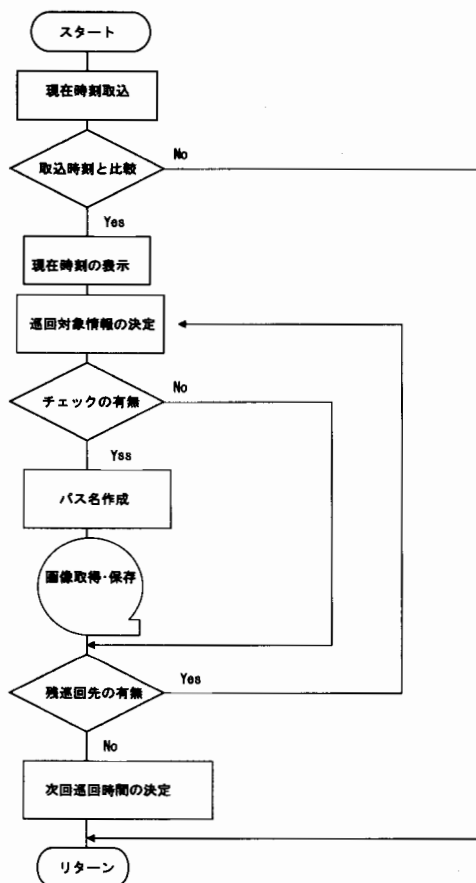 スタート
現在時刻取込
取込時刻と比較
No
Yes
現在時刻の表示
巡回対象情報の決定
チェックの有無
No
Yss
パス名作成
画像取得・保存
残巡回先の有無
Yes
No
次回巡回時間の決定
リターン